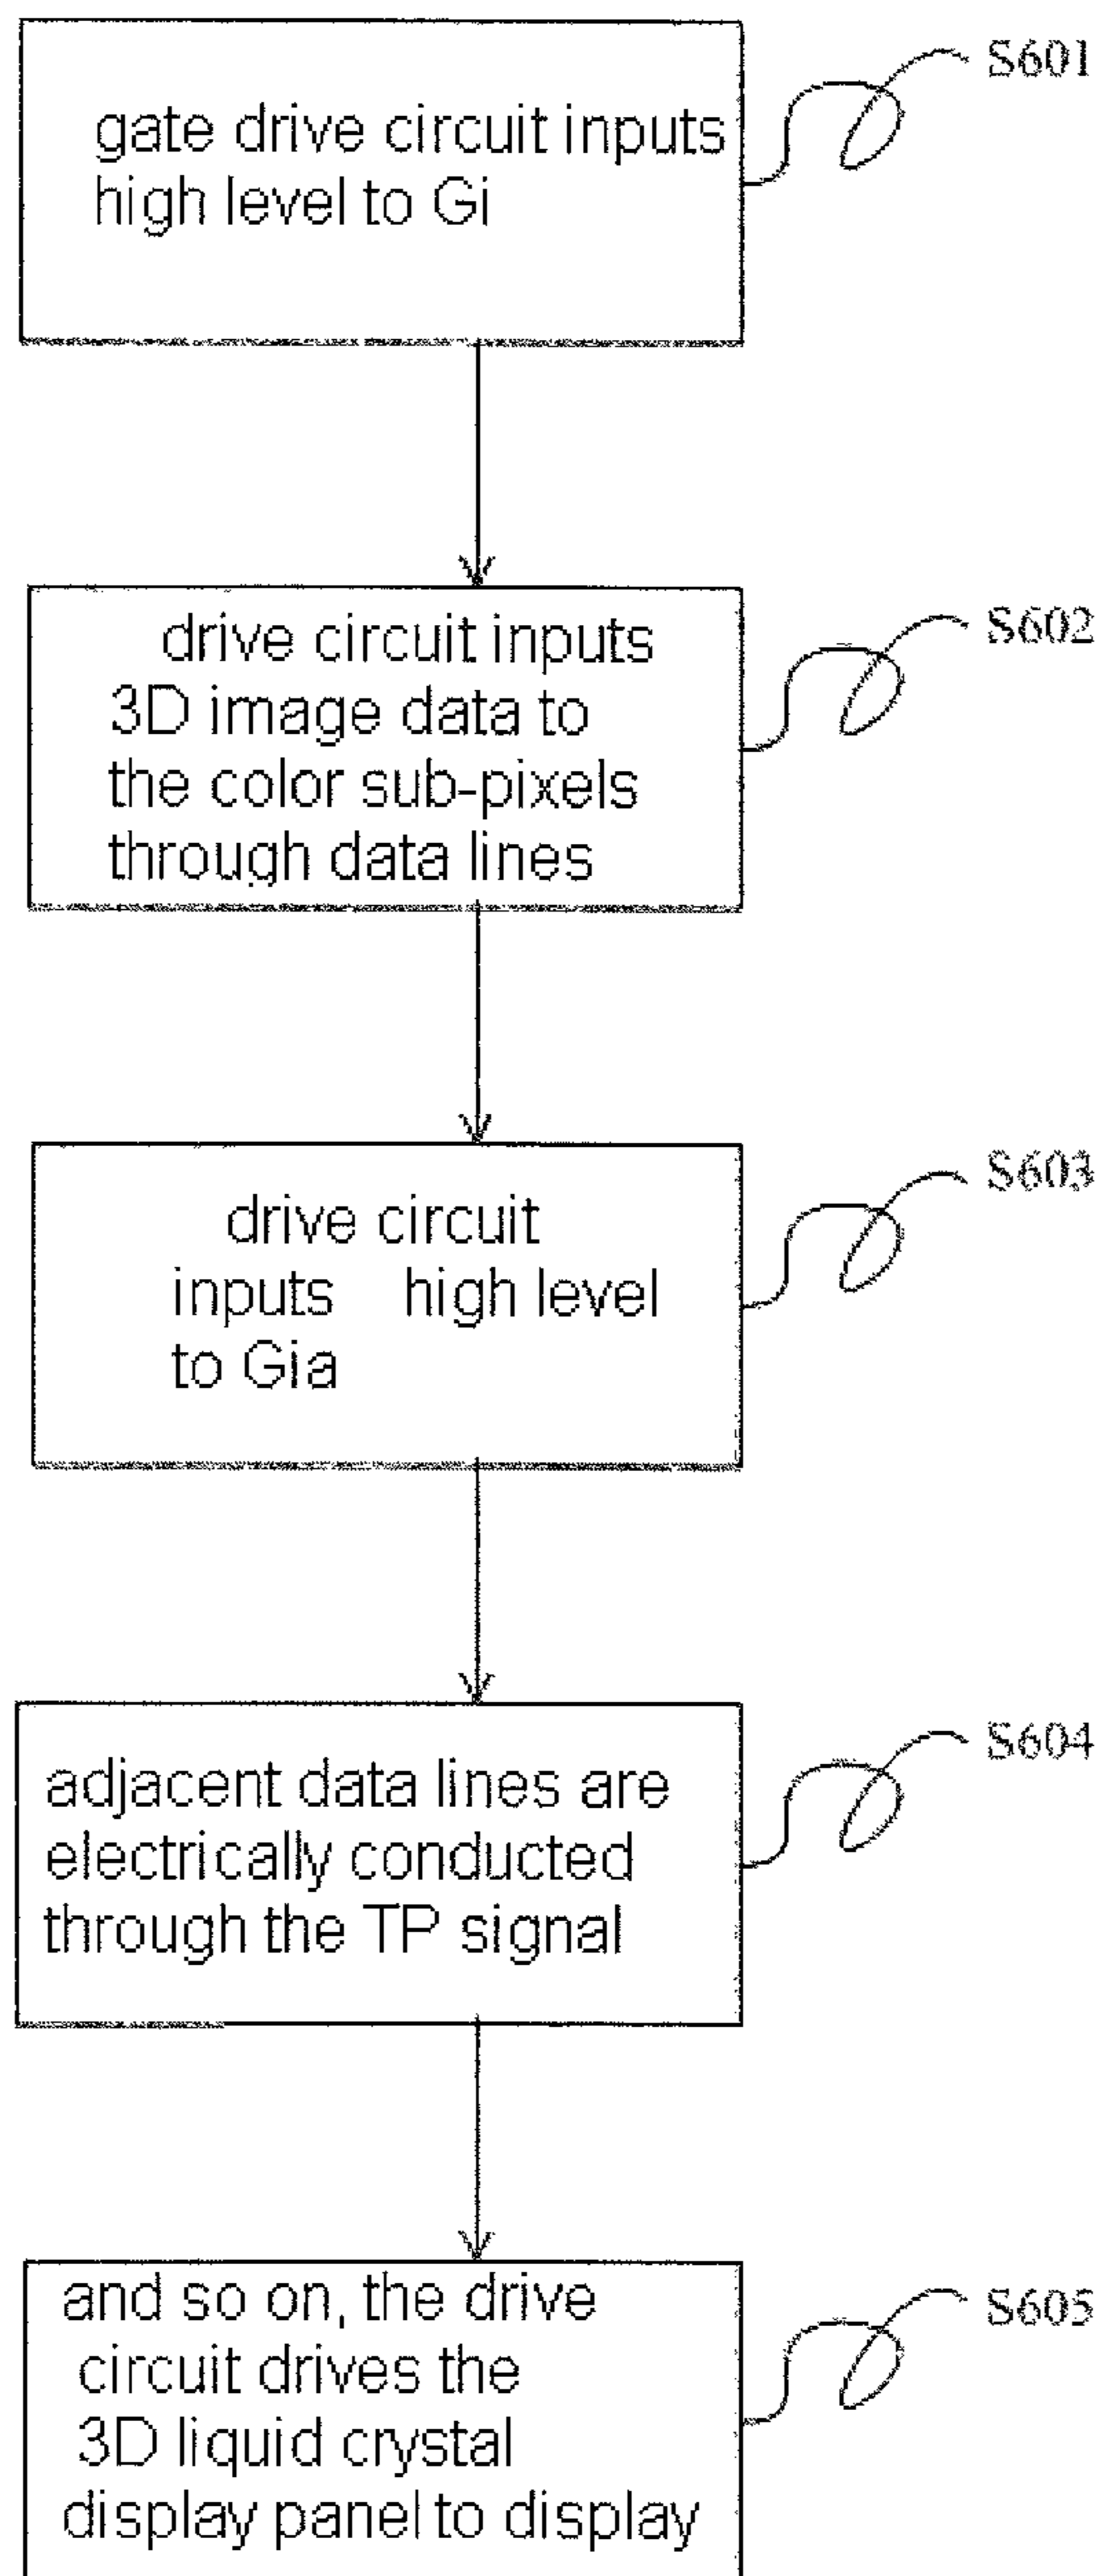 S601
gate drive circuit inputs
high level to Gi
S602
drive circuit inputs
3D image data to
the color sub-pixels
through data lines
S603
drive circuit
inputs high level
to Gia
S604
adjacent data lines are
electrically conducted
through the TP signal
S605
and so on, the drive
circuit drives the
3D liquid crystal
display panel to display